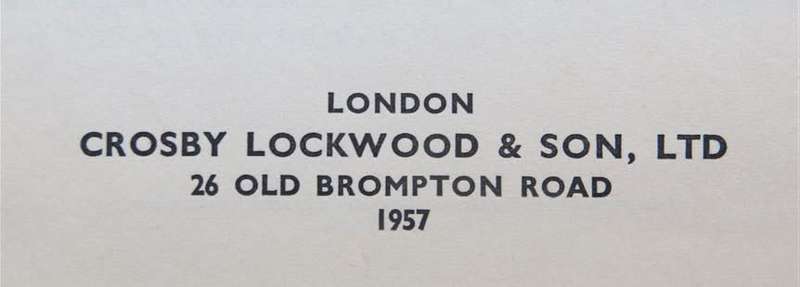 LONDON
CROSBY LOCKWOOD & SON, LTD
26 OLD BROMPTON ROAD
1957